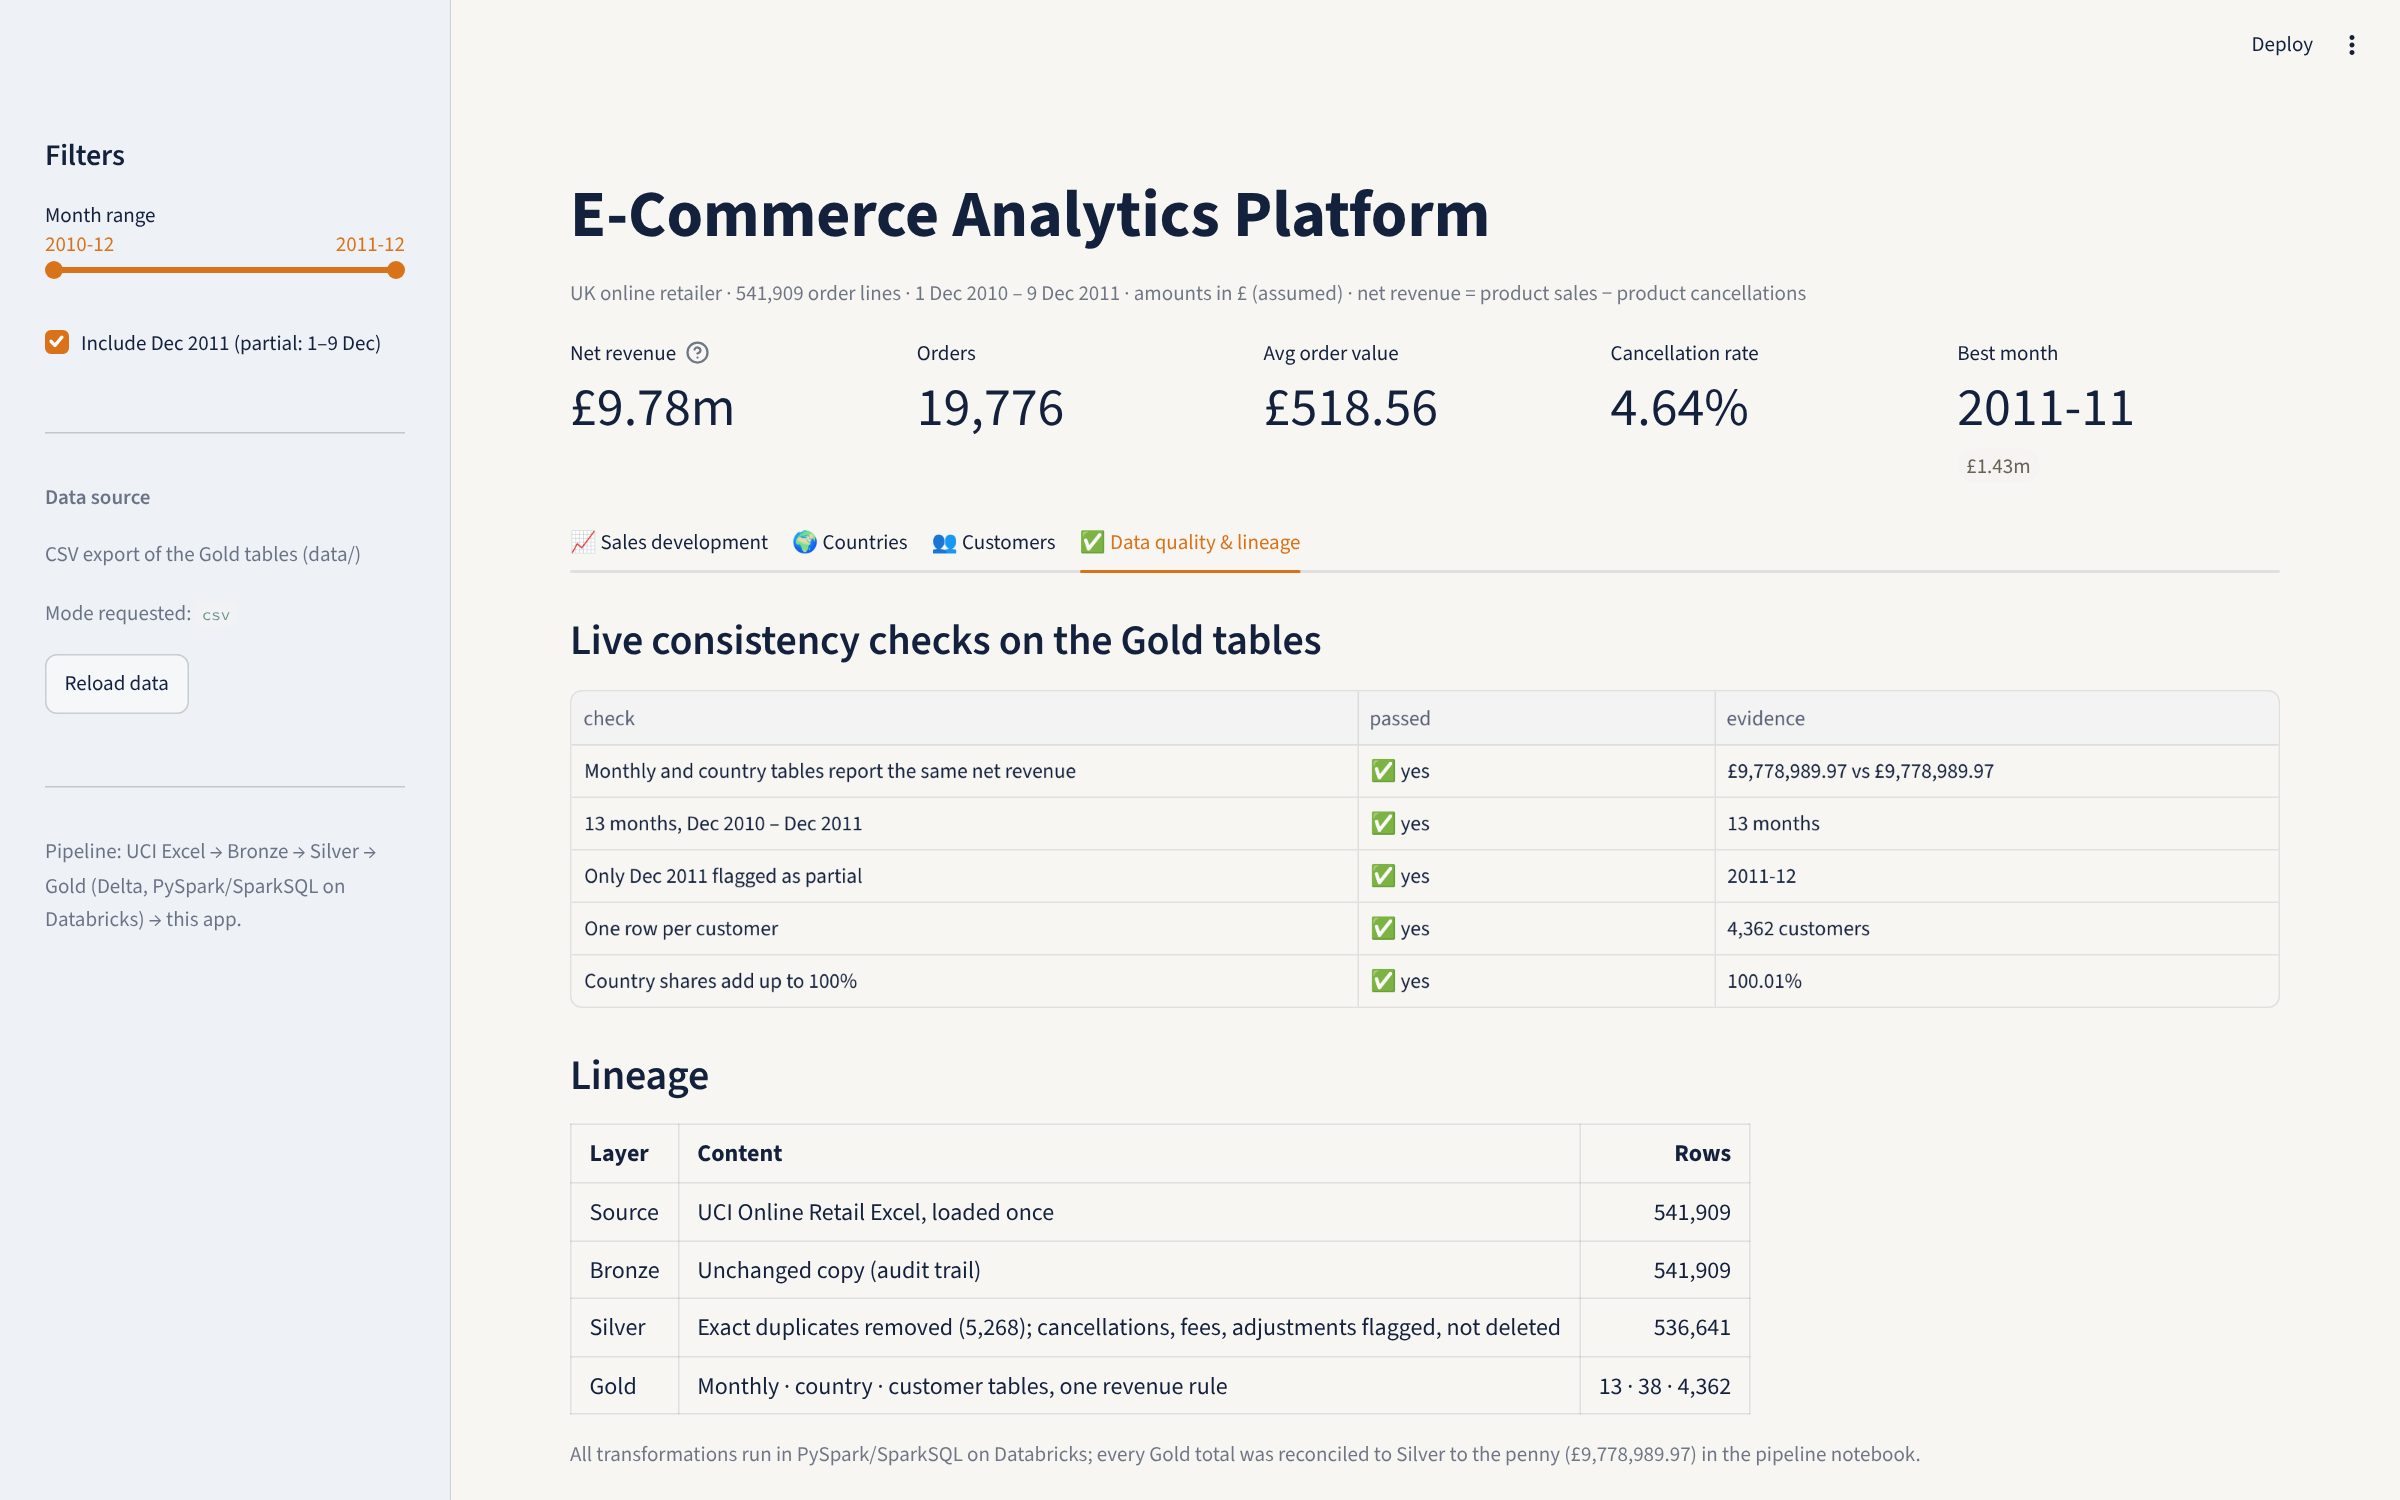 Deploy
Filters
Month range
2010-12 2011-12
Include Dec 2011 (partial: 1–9 Dec)
Data source
CSV export of the Gold tables (data/)
Mode requested: csv
Reload data
Pipeline: UCI Excel → Bronze → Silver →
Gold (Delta, PySpark/SparkSQL on
Databricks) → this app.
E-Commerce Analytics Platform
UK online retailer · 541,909 order lines · 1 Dec 2010 – 9 Dec 2011 · amounts in £ (assumed) · net revenue = product sales − product cancellations
Net revenue Orders Avg order value Cancellation rate Best month
£9.78m 19,776 £518.56 4.64% 2011-11
£1.43m
📈 Sales development 🌍 Countries 👥 Customers ✅ Data quality & lineage
Live consistency checks on the Gold tables
check passed evidence
Monthly and country tables report the same net revenue ✅ yes £9,778,989.97 vs £9,778,989.97
13 months, Dec 2010 – Dec 2011 ✅ yes 13 months
Only Dec 2011 flagged as partial ✅ yes 2011-12
One row per customer ✅ yes 4,362 customers
Country shares add up to 100% ✅ yes 100.01%
Lineage
Layer Content Rows
Source UCI Online Retail Excel, loaded once 541,909
Bronze Unchanged copy (audit trail) 541,909
Silver Exact duplicates removed (5,268); cancellations, fees, adjustments flagged, not deleted 536,641
Gold Monthly · country · customer tables, one revenue rule 13 · 38 · 4,362
All transformations run in PySpark/SparkSQL on Databricks; every Gold total was reconciled to Silver to the penny (£9,778,989.97) in the pipeline notebook.